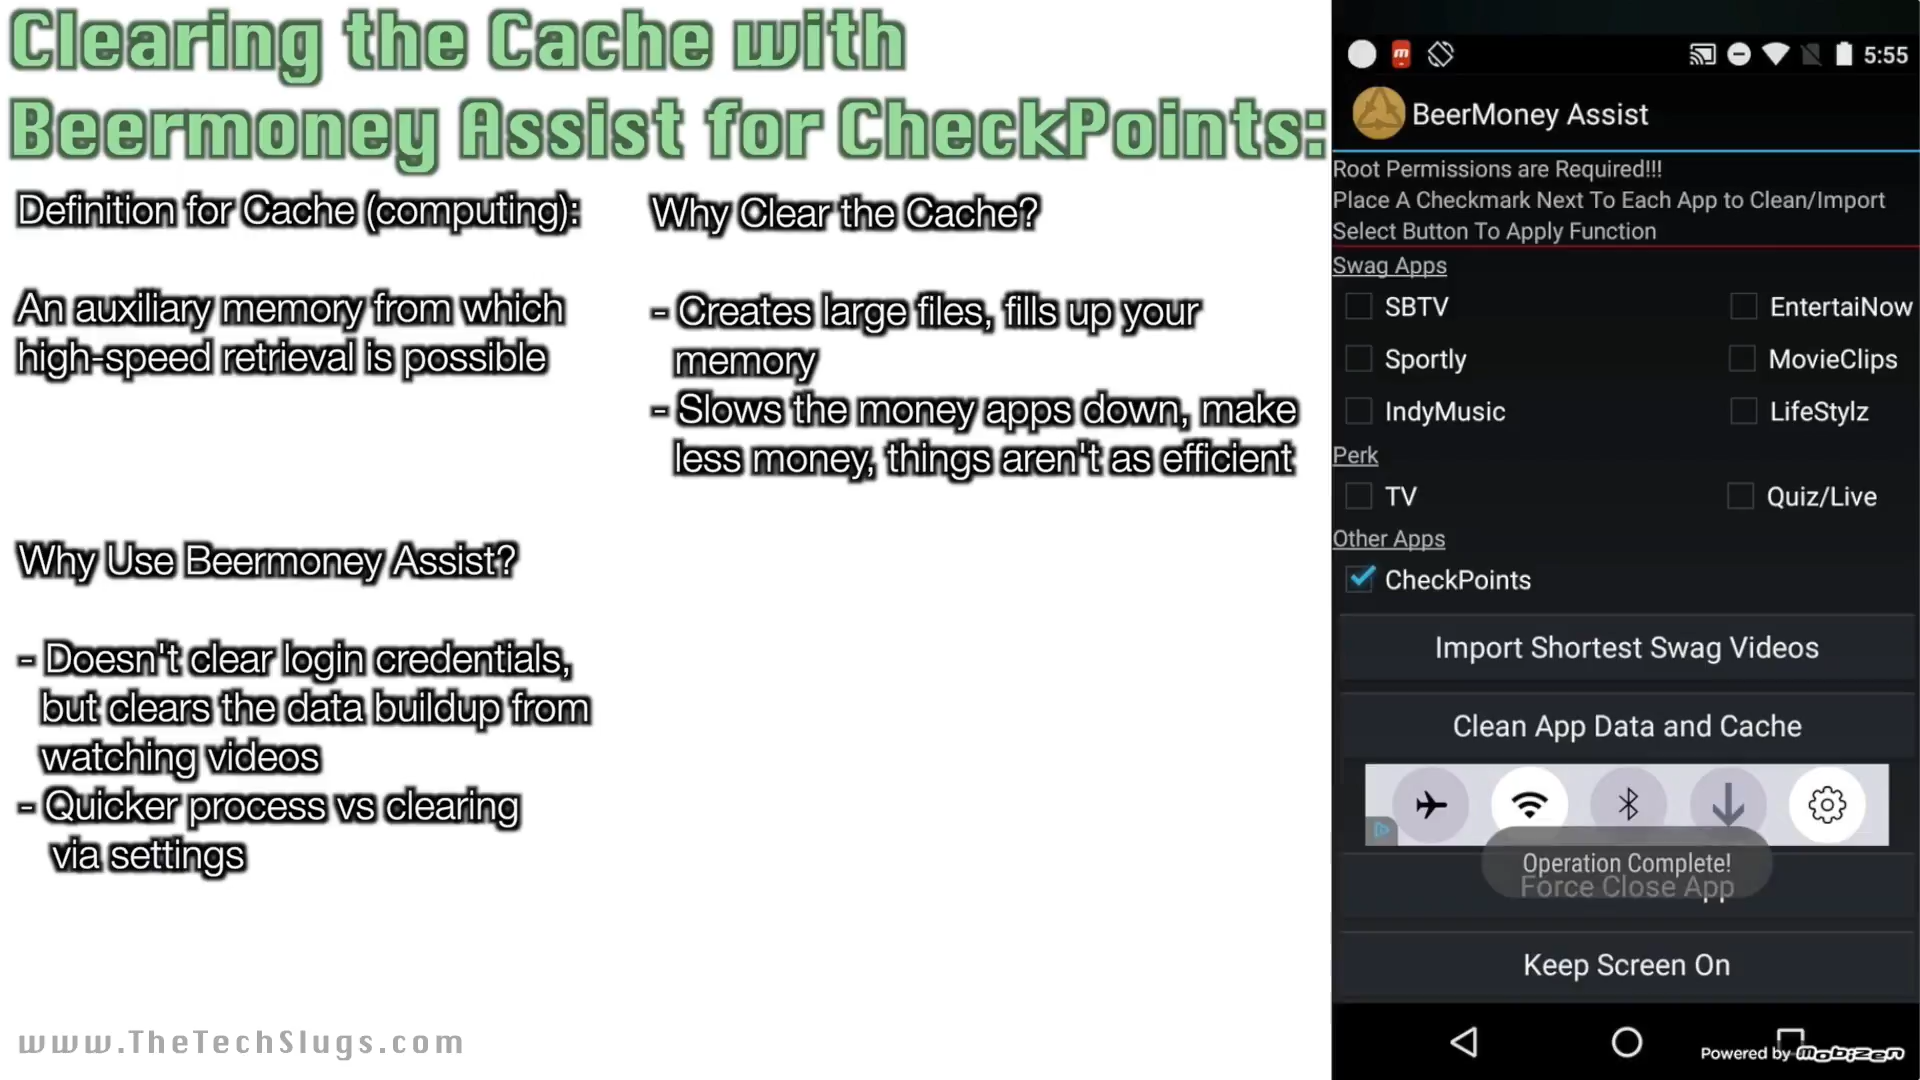 Clearing the Cache with
Beermoney Assist for CheckPoints:
Definition for Cache (computing):
An auxiliary memory from which
high-speed retrieval is possible
Why Clear the Cache?
- Creates large files, fills up your
memory
- Slows the money apps down, make
less money, things aren't as efficient
Why Use Beermoney Assist?
- Doesn't clear login credentials,
but clears the data buildup from
watching videos
- Quicker process vs clearing
via settings
www.TheTechSlugs.com
m
5:55
BeerMoney Assist
Root Permissions are Required!!!
Place A Checkmark Next To Each App to Clean/Import
Select Button To Apply Function
Swag Apps
SBTV
EntertaiNow
Sportly
MovieClips
IndyMusic
LifeStylz
Perk
TV
Quiz/Live
Other Apps
CheckPoints
Import Shortest Swag Videos
Clean App Data and Cache
Operation Complete!
Force Close App
Keep Screen On
Powered by mobizen